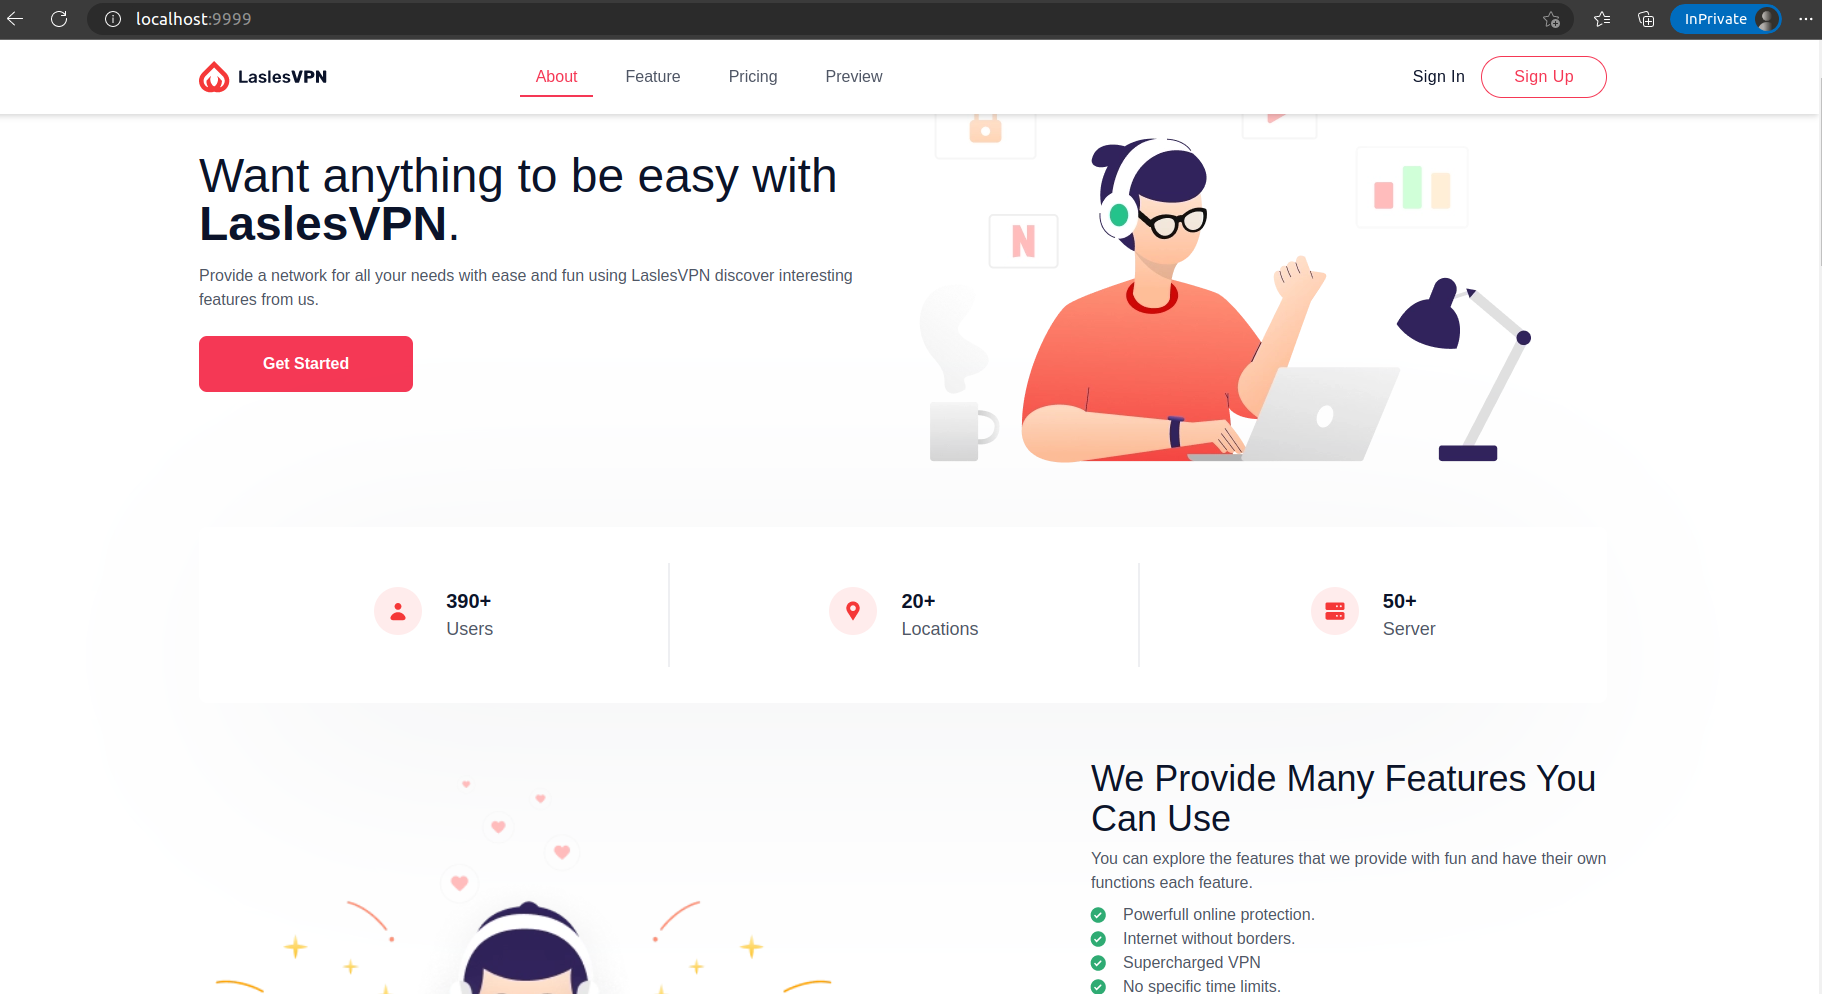 localhost:9999
InPrivate
LaslesVPN
About
Feature
Pricing
Preview
Sign In
Sign Up
Want anything to be easy with
LaslesVPN.
Provide a network for all your needs with ease and fun using LaslesVPN discover interesting
features from us.
Get Started
N
390+
Users
20+
Locations
50+
Server
We Provide Many Features You
Can Use
You can explore the features that we provide with fun and have their own
functions each feature.
Powerfull online protection.
Internet without borders.
Supercharged VPN
No specific time limits.